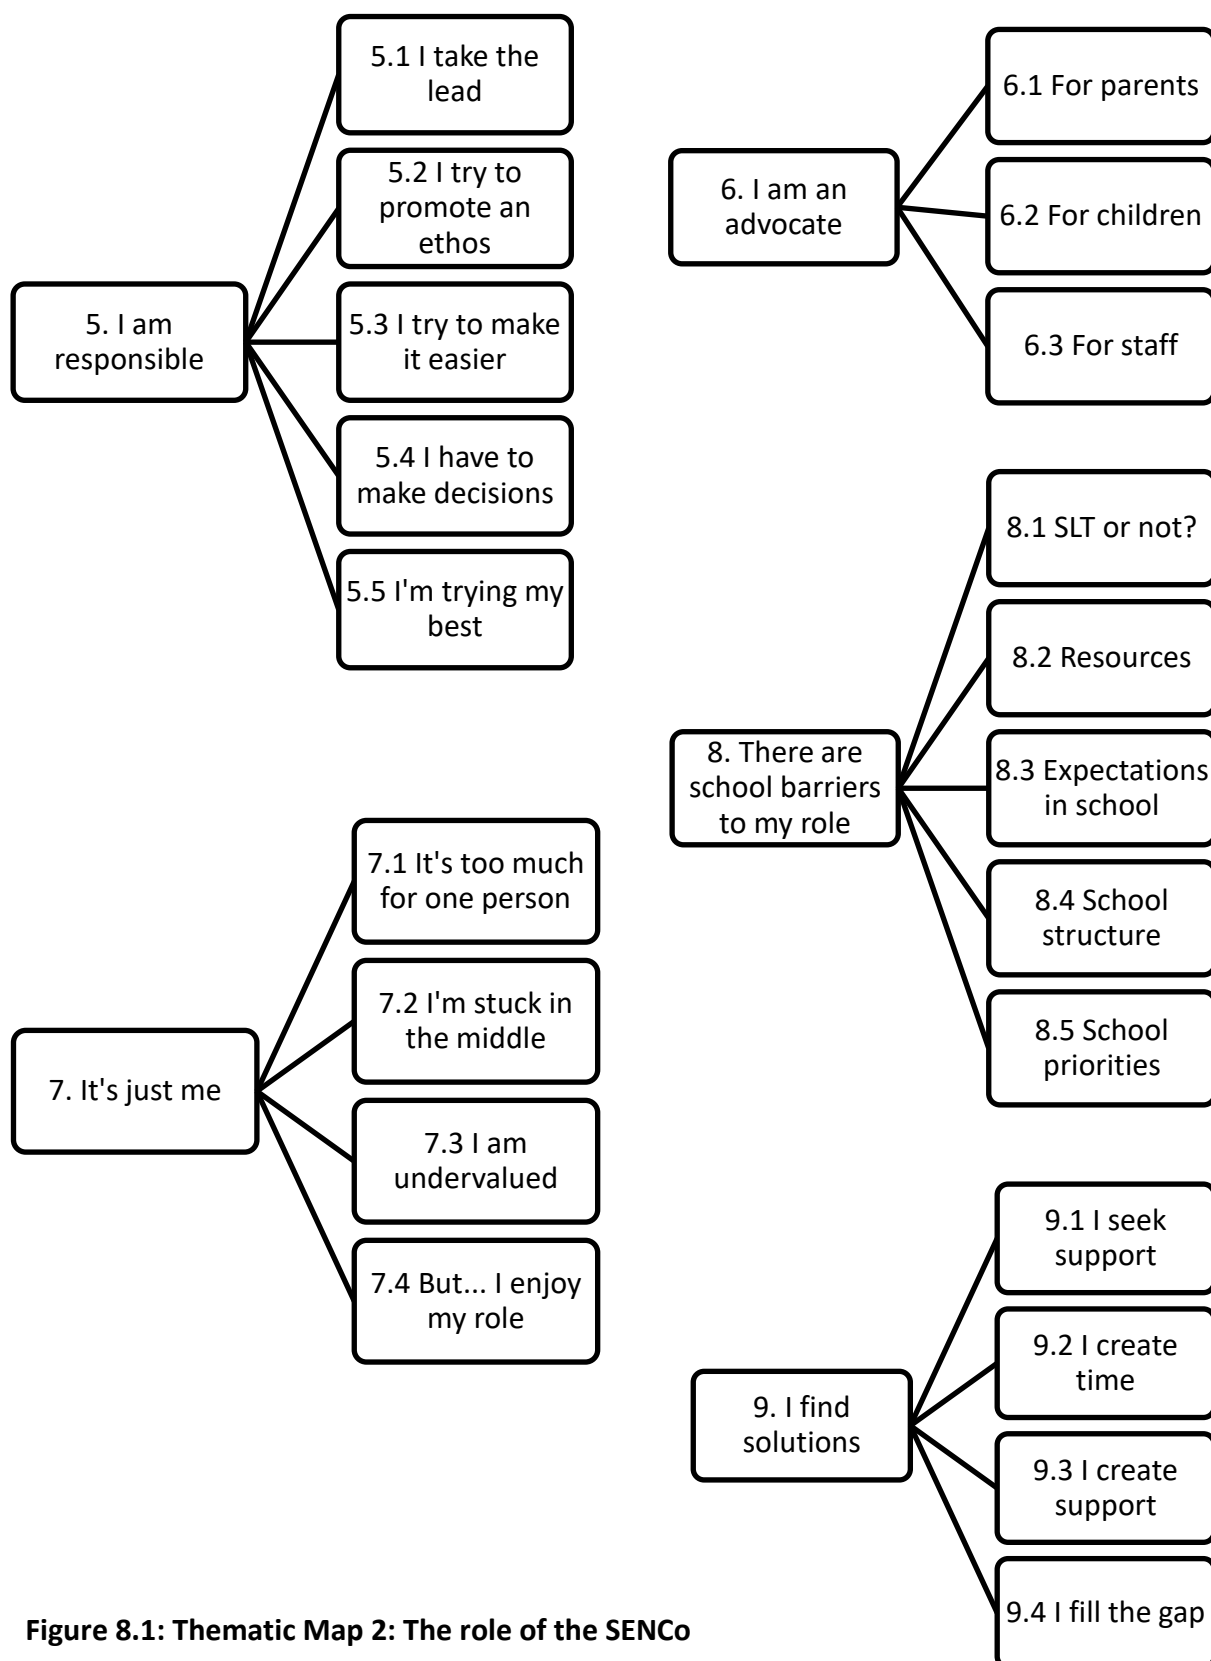 5. I am
responsible
5.1 I take the
lead
5.2 I try to
promote an
ethos
5.3 I try to make
it easier
5.4 I have to
make decisions
5.5 I'm trying my
best
6. I am an
advocate
6.1 For parents
6.2 For children
6.3 For staff
7. It's just me
7.1 It's too much
for one person
7.2 I'm stuck in
the middle
7.3 I am
undervalued
7.4 But... I enjoy
my role
8. There are
school barriers
to my role
8.1 SLT or not?
8.2 Resources
8.3 Expectations
in school
8.4 School
structure
8.5 School
priorities
9. I find
solutions
9.1 I seek
support
9.2 I create
time
9.3 I create
support
9.4 I fill the gap
Figure 8.1: Thematic Map 2: The role of the SENCo